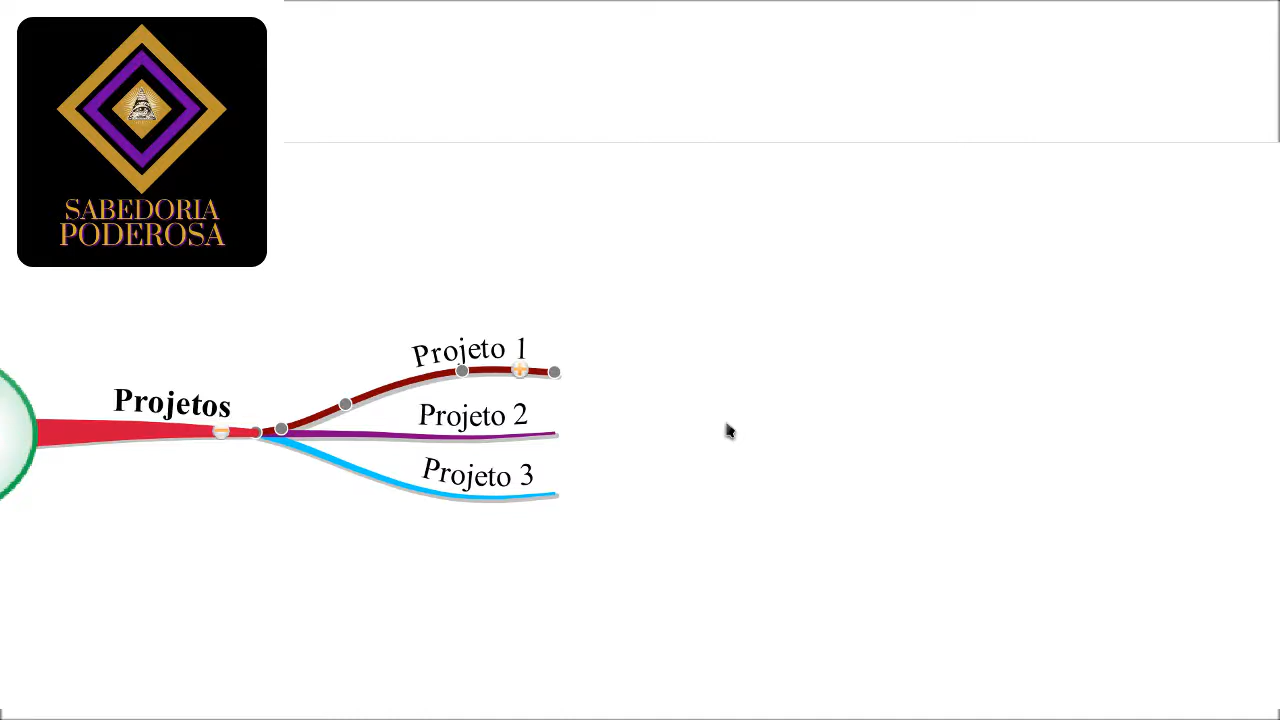 SABEDORIA
PODEROSA
Projeto 1
Projetos
Projeto 2
Projeto 3